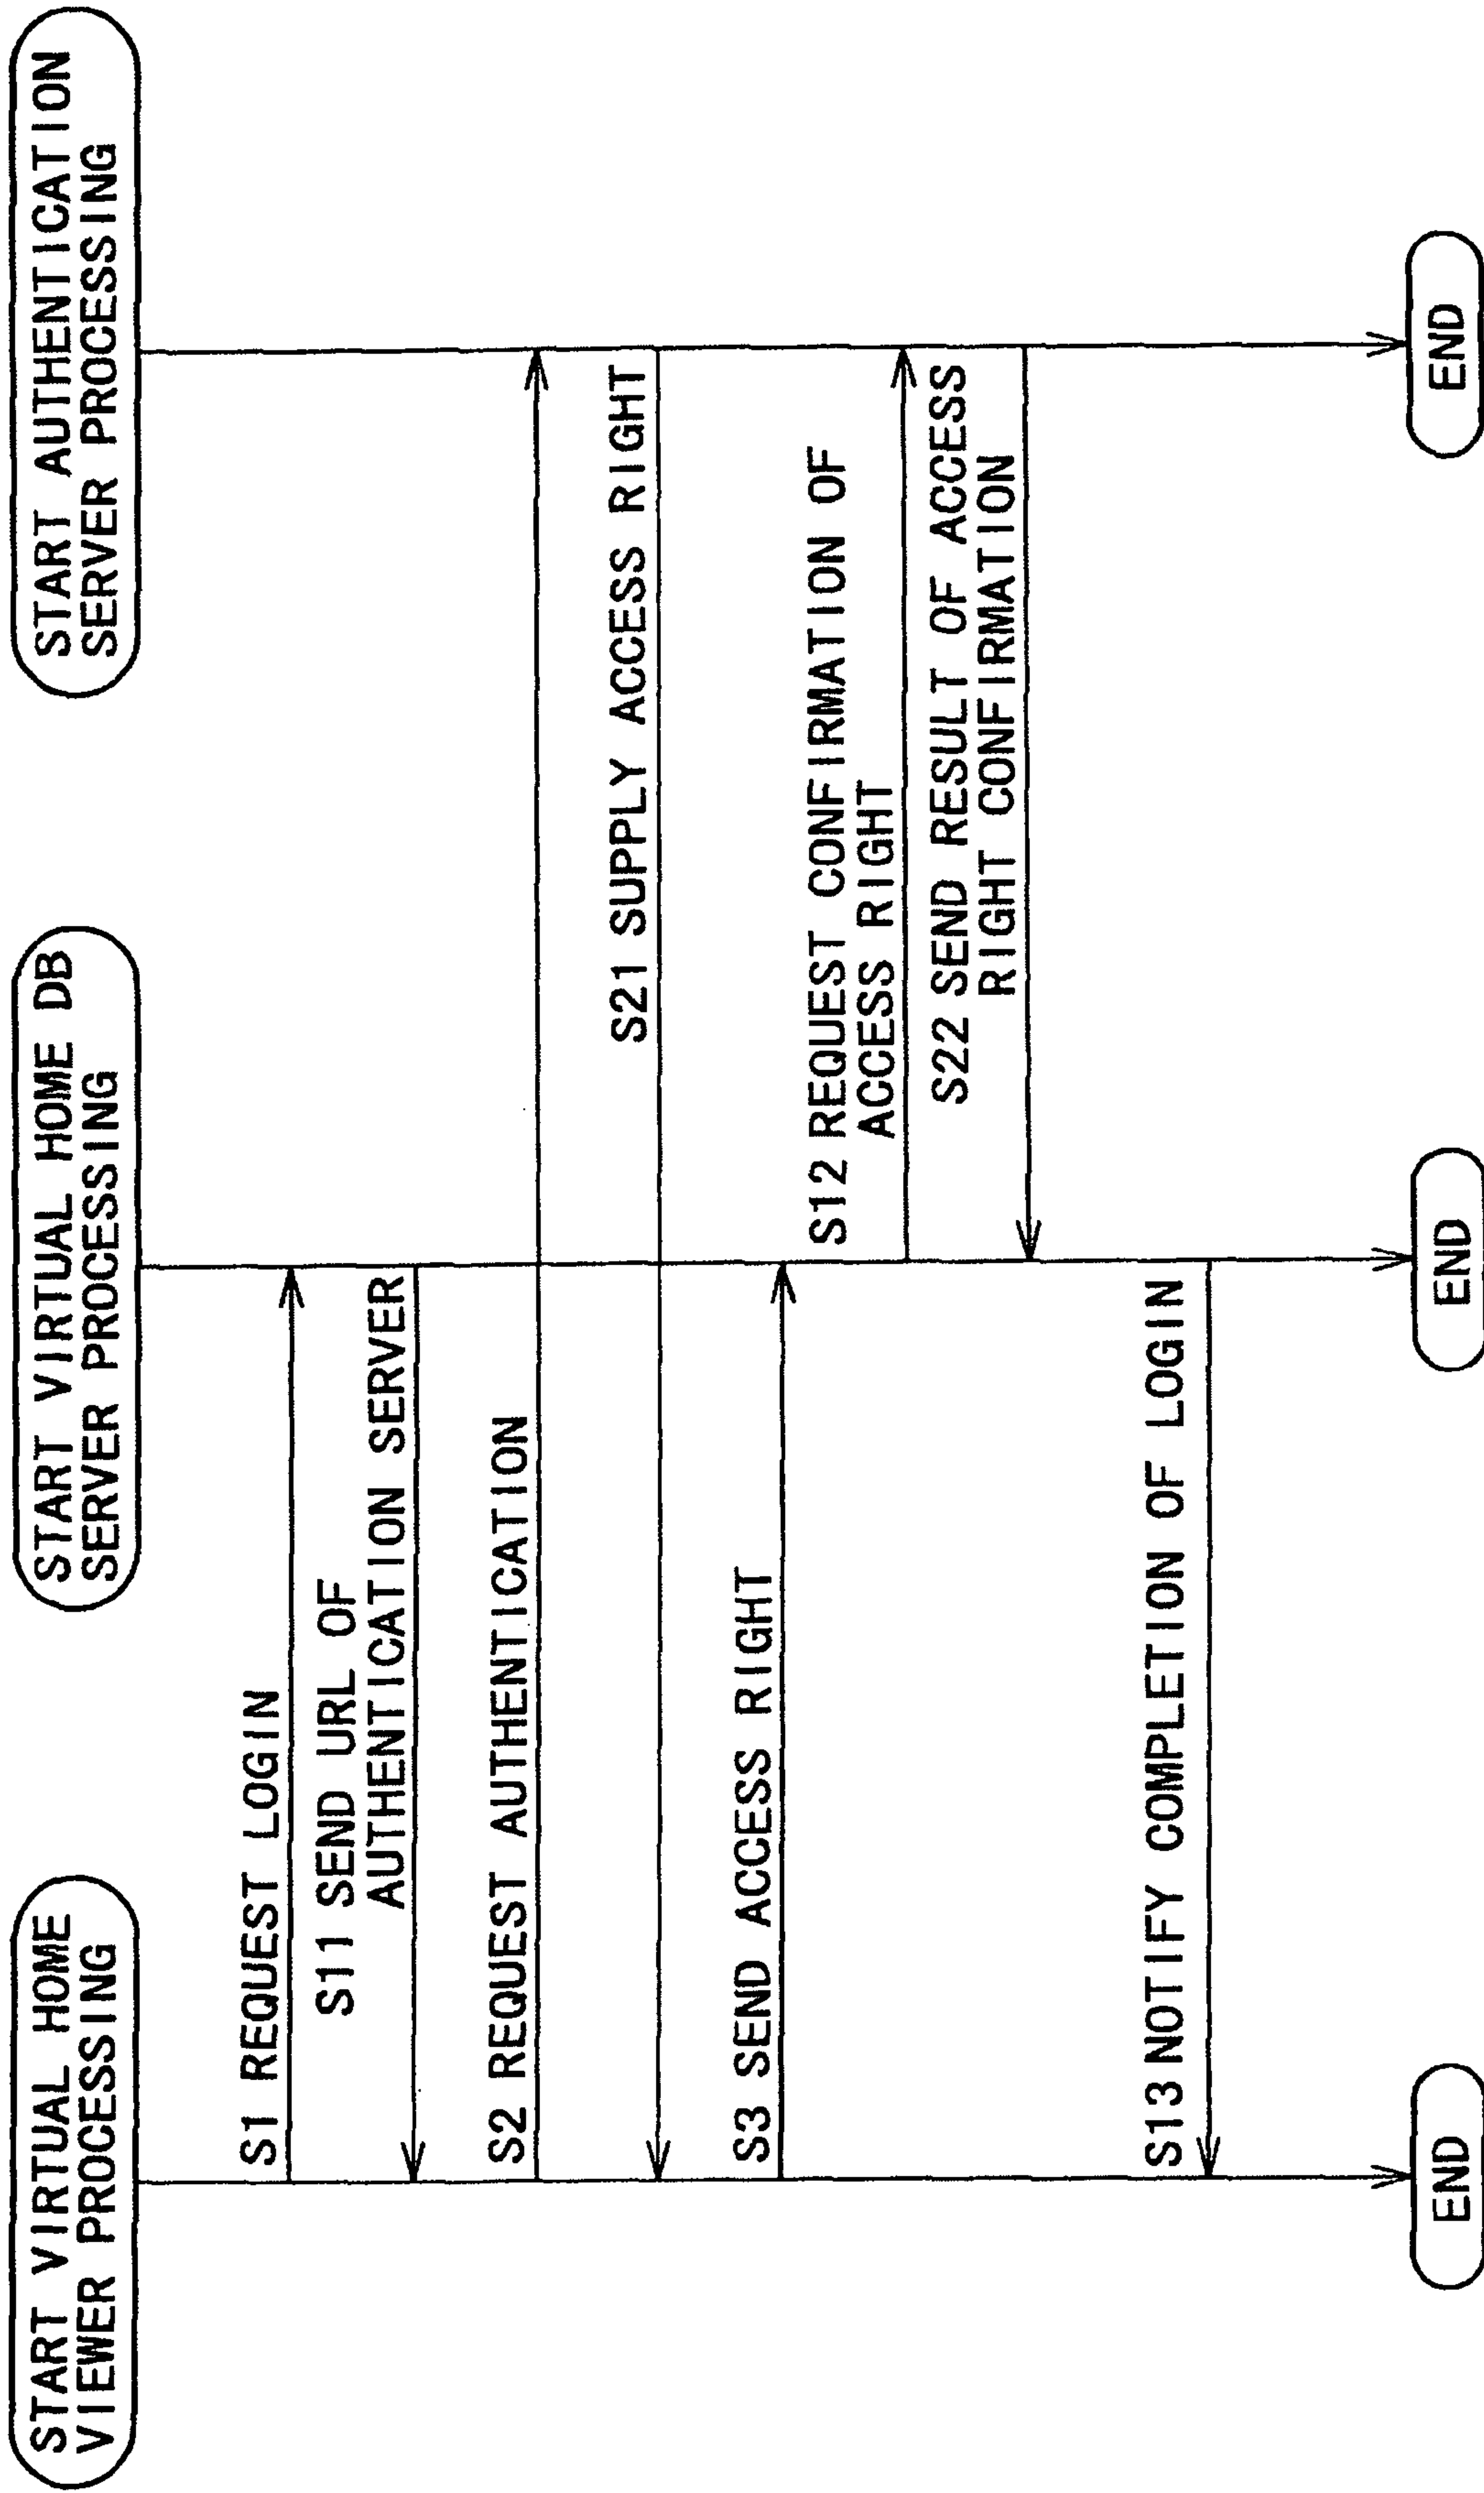 START VIRTUAL HOME
VIEWER PROCESSING
START VIRTUAL HOME DB
SERVER PROCESSING
START AUTHENTICATION
SERVER PROCESSING
S1 REQUEST LOGIN
S11 SEND URL OF
AUTHENTICATION SERVER
S2 REQUEST AUTHENTICATION
S21 SUPPLY ACCESS RIGHT
S3 SEND ACCESS RIGHT
S12 REQUEST CONFIRMATION OF
ACCESS RIGHT
S22 SEND RESULT OF ACCESS
RIGHT CONFIRMATION
S13 NOTIFY COMPLETION OF LOGIN
END
END
END